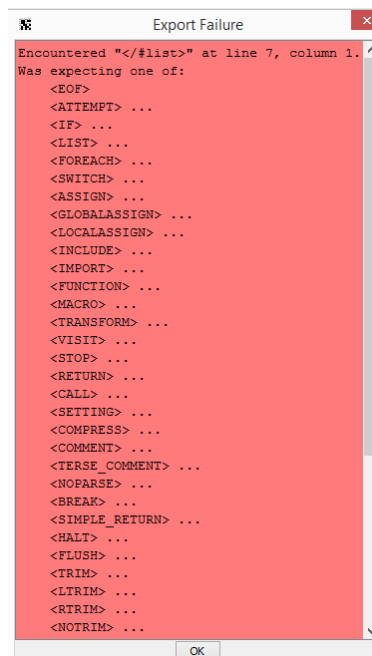 Export Failure
Encountered "</#list>" at line 7, column 1.
Was expecting one of:
<EOF>
<ATTEMPT> ...
<IF> ...
<LIST> ...
<FOREACH> ...
<SWITCH> ...
<ASSIGN> ...
<GLOBALASSIGN> ...
<LOCALASSIGN> ...
<INCLUDE> ...
<IMPORT> ...
<FUNCTION> ...
<MACRO> ...
<TRANSFORM> ...
<VISIT> ...
<STOP> ...
<RETURN> ...
<CALL> ...
<SETTING> ...
<COMPRESS> ...
<COMMENT> ...
<TERSE_COMMENT> ...
<NOPARSE> ...
<BREAK> ...
<SIMPLE_RETURN> ...
<HALT> ...
<FLUSH> ...
<TRIM> ...
<LTRIM> ...
<RTRIM> ...
<NOTRIM> ...
OK